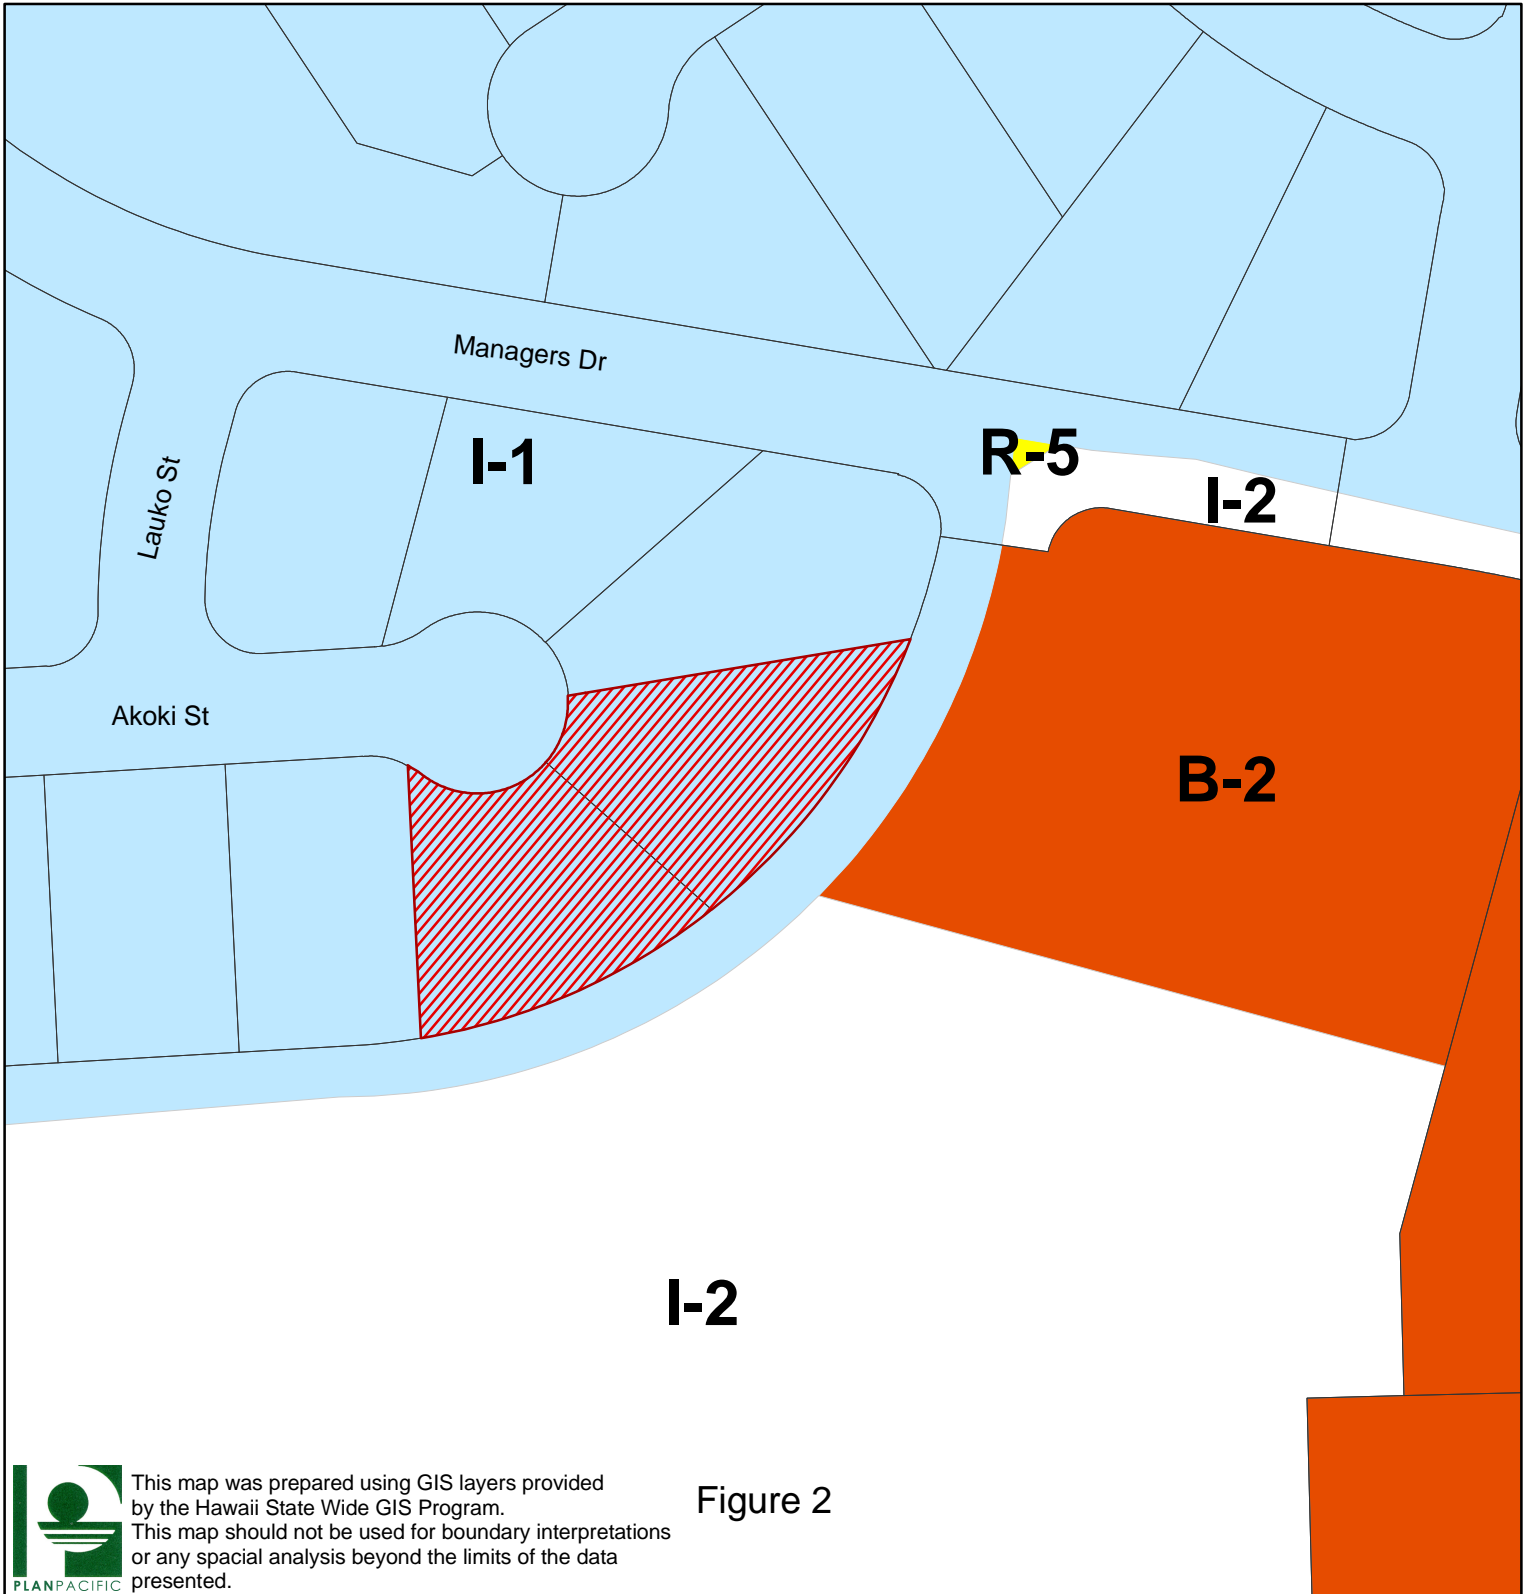 Managers Dr
I-1
R-5
I-2
Lauko St
Akoki St
B-2
I-2
This map was prepared using GIS layers provided
by the Hawaii State Wide GIS Program.
This map should not be used for boundary interpretations
or any spacial analysis beyond the limits of the data
presented.
PLANPACIFIC
Figure 2